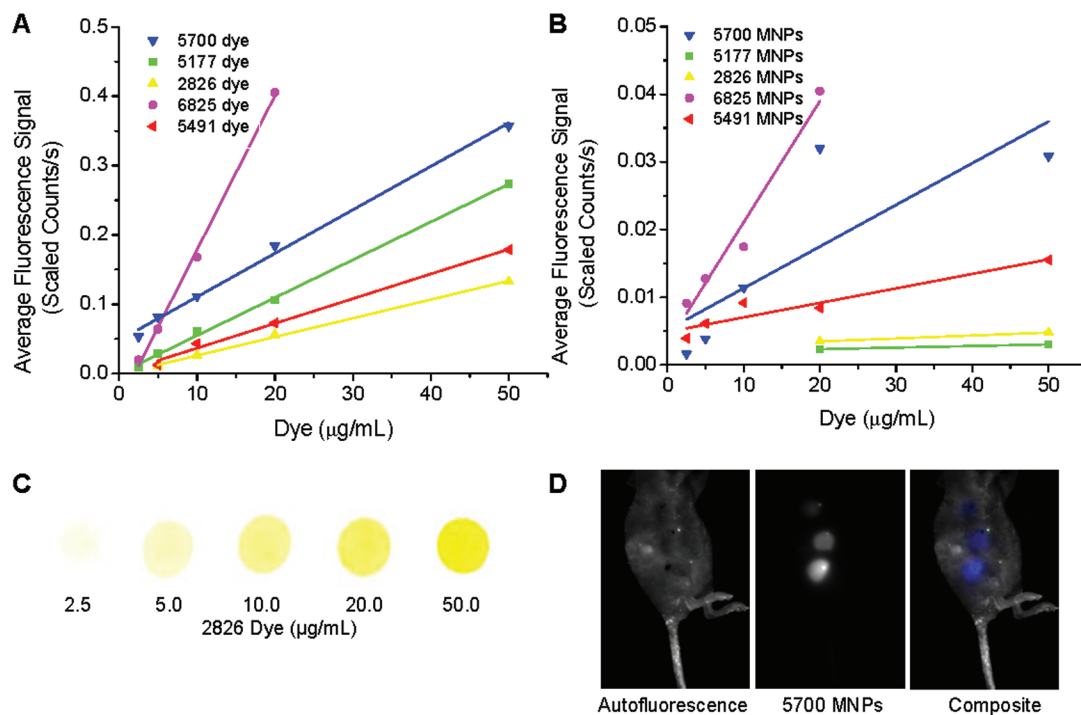 A
Average Fluorescence Signal
(Scaled Counts/s)
0.5
0.4
0.3
0.2
0.1
0.0
5700 dye
5177 dye
2826 dye
6825 dye
5491 dye
0 10 20 30 40 50
Dye (μg/mL)
B
Average Fluorescence Signal
(Scaled Counts/s)
0.05
0.04
0.03
0.02
0.01
0.00
5700 MNPs
5177 MNPs
2826 MNPs
6825 MNPs
5491 MNPs
0 10 20 30 40 50
Dye (μg/mL)
C
2.5 5.0 10.0 20.0 50.0
2826 Dye (μg/mL)
D
Autofluorescence 5700 MNPs Composite